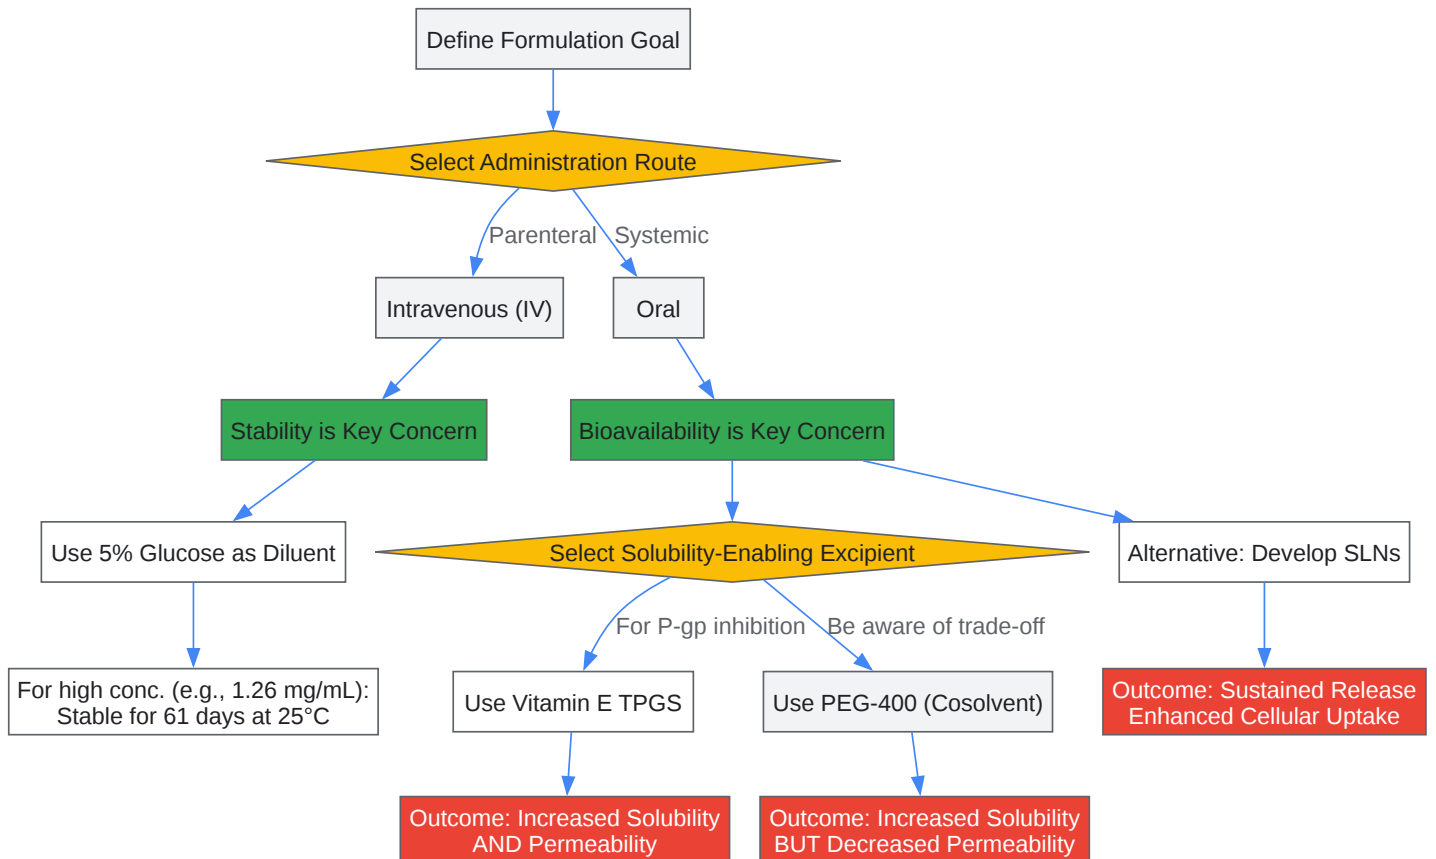 Define Formulation Goal
Select Administration Route
Parenteral
Systemic
Intravenous (IV)
Oral
Stability is Key Concern
Bioavailability is Key Concern
Use 5% Glucose as Diluent
Select Solubility-Enabling Excipient
Alternative: Develop SLNs
For P-gp inhibition
Be aware of trade-off
For high conc. (e.g., 1.26 mg/mL):
Stable for 61 days at 25°C
Use Vitamin E TPGS
Use PEG-400 (Cosolvent)
Outcome: Sustained Release
Enhanced Cellular Uptake
Outcome: Increased Solubility
AND Permeability
Outcome: Increased Solubility
BUT Decreased Permeability